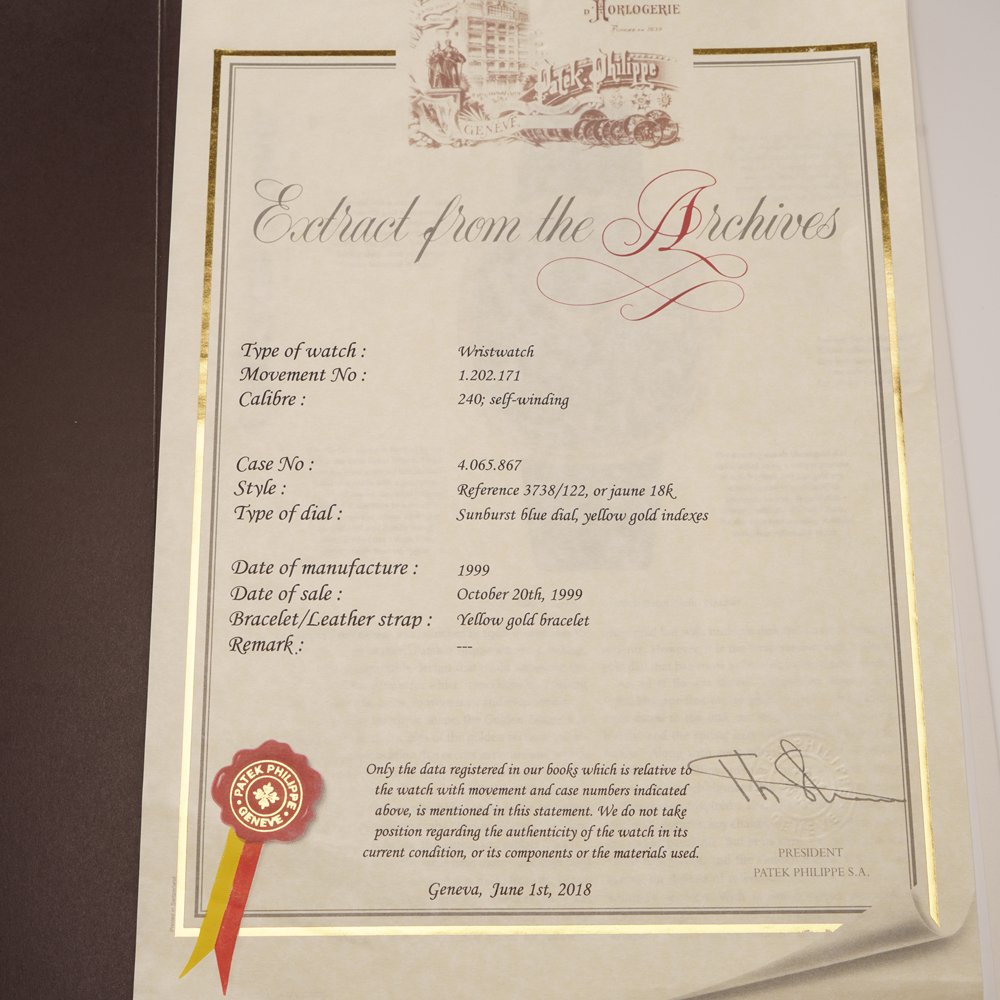 D'HORLOGERIE
Patek Philippe
GENÈVE
Extract from the Archives
Type of watch : Wristwatch
Movement No : 1.202.171
Calibre : 240; self-winding
Case No : 4.065.867
Style : Reference 3738/122, or jaune 18k
Type of dial : Sunburst blue dial, yellow gold indexes
Date of manufacture : 1999
Date of sale : October 20th, 1999
Bracelet/Leather strap : Yellow gold bracelet
Remark : ---
Only the data registered in our books which is relative to
the watch with movement and case numbers indicated
above, is mentioned in this statement. We do not take
position regarding the authenticity of the watch in its
current condition, or its components or the materials used.
Geneva, June 1st, 2018
PATEK PHILIPPE
GENEVE
PRESIDENT
PATEK PHILIPPE S.A.